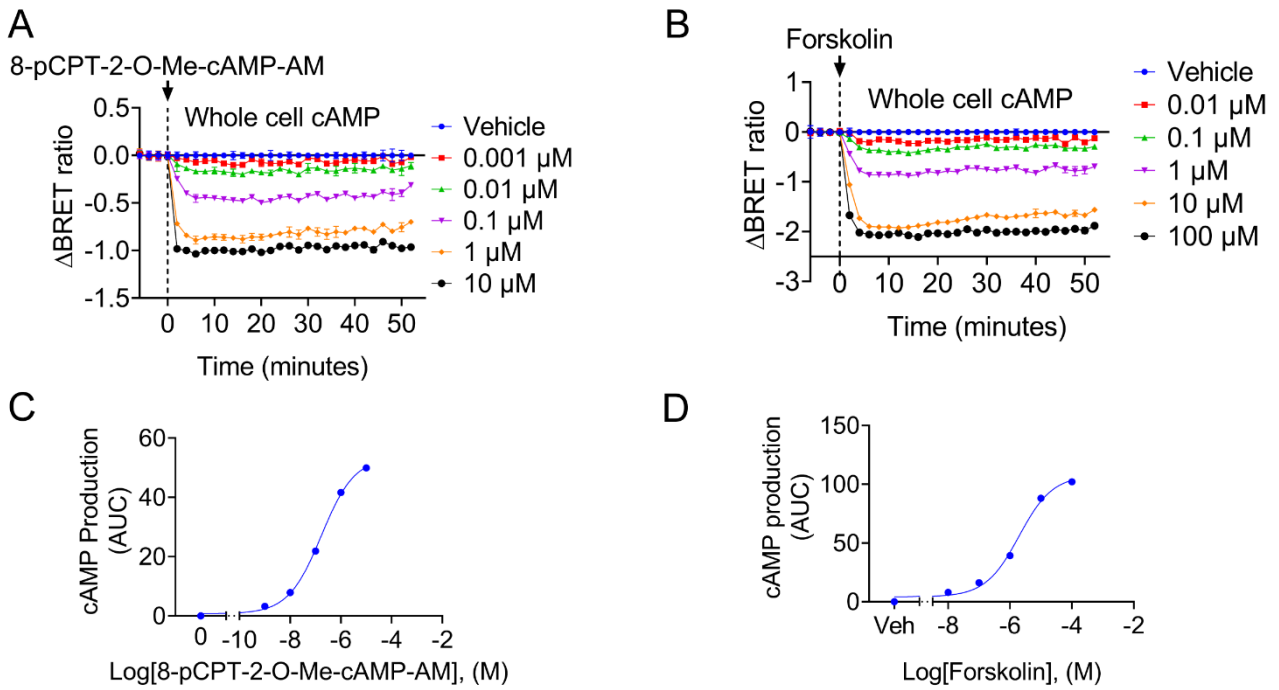 A
8-pCPT-2-O-Me-cAMP-AM
Whole cell cAMP
ΔBRET ratio
0.5
0.0
-0.5
-1.0
-1.5
0 10 20 30 40 50
Time (minutes)
Vehicle
0.001 µM
0.01 µM
0.1 µM
1 µM
10 µM
B
Forskolin
Whole cell cAMP
ΔBRET ratio
1
0
-1
-2
-3
0 10 20 30 40 50
Time (minutes)
Vehicle
0.01 µM
0.1 µM
1 µM
10 µM
100 µM
C
cAMP Production
(AUC)
60
40
20
0
0 -10 -8 -6 -4 -2
Log[8-pCPT-2-O-Me-cAMP-AM], (M)
D
cAMP production
(AUC)
150
100
50
0
Veh -8 -6 -4 -2
Log[Forskolin], (M)